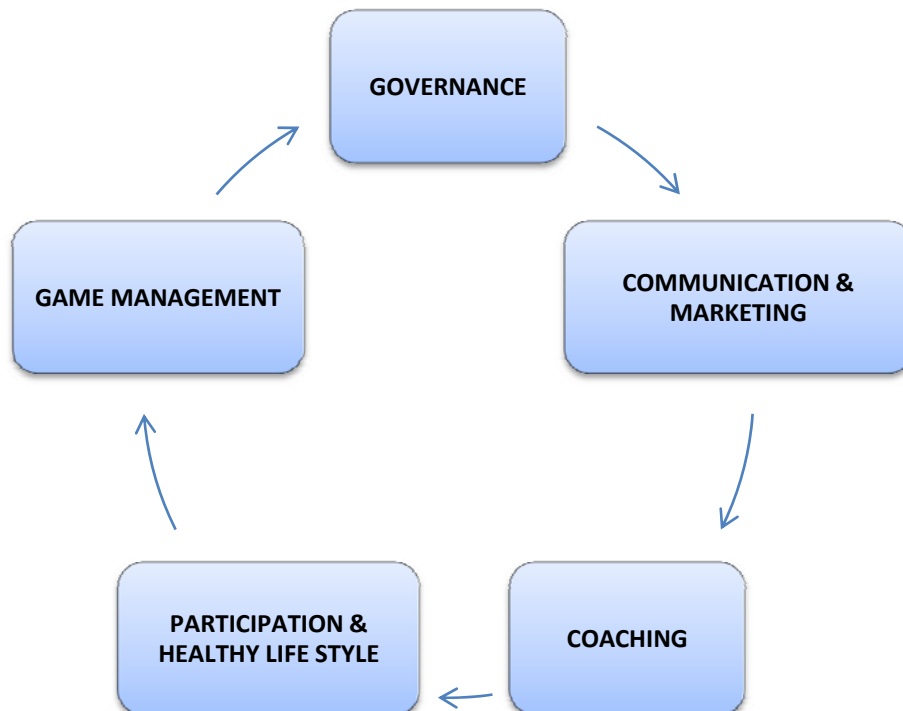 GOVERNANCE
COMMUNICATION &
MARKETING
COACHING
PARTICIPATION &
HEALTHY LIFE STYLE
GAME MANAGEMENT